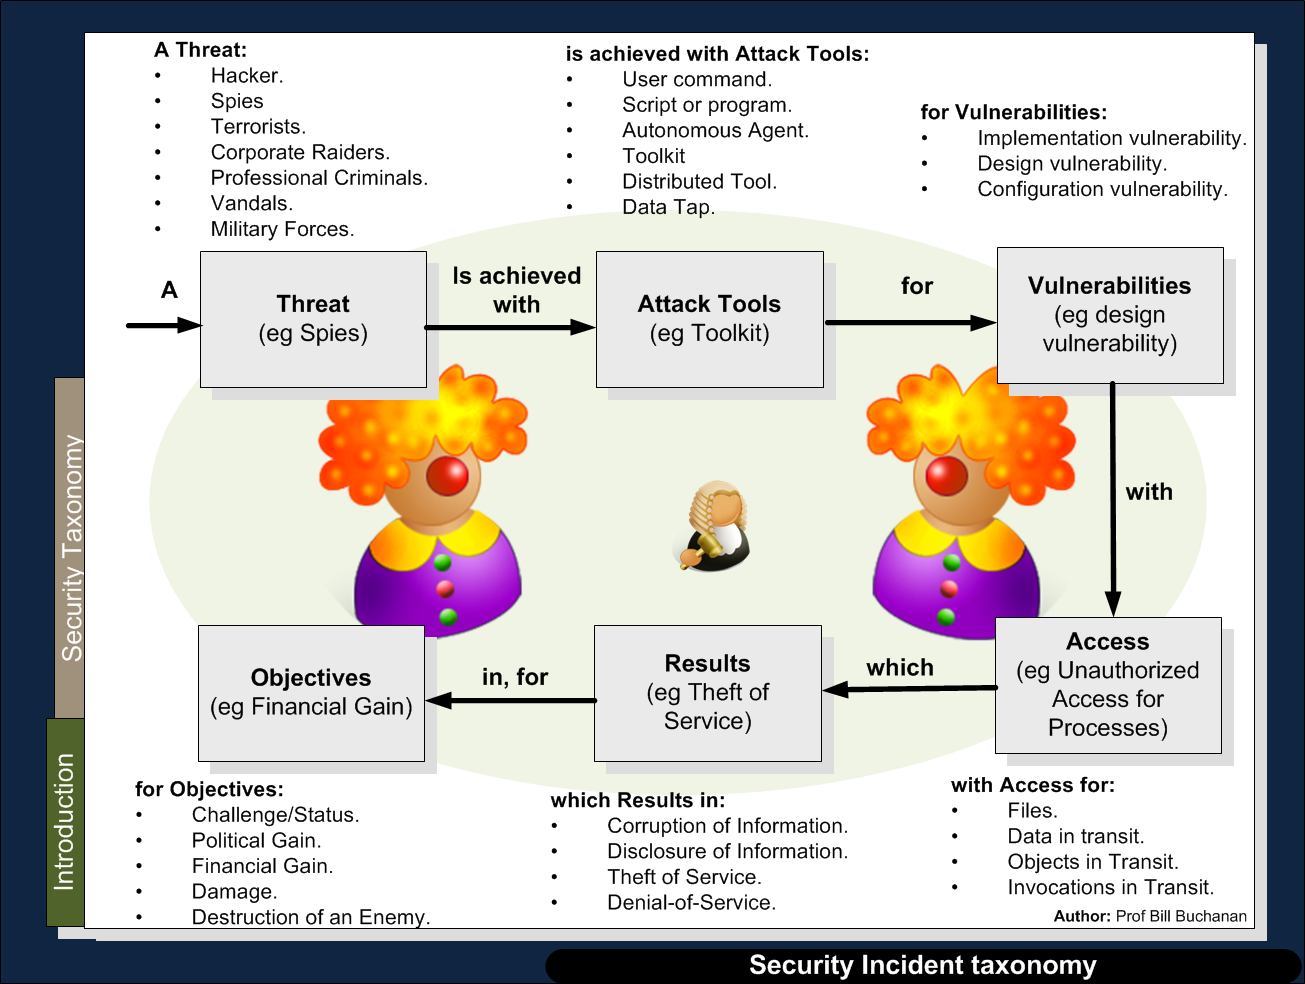 A Threat:
• Hacker.
• Spies
• Terrorists.
• Corporate Raiders.
• Professional Criminals.
• Vandals.
• Military Forces.
is achieved with Attack Tools:
• User command.
• Script or program.
• Autonomous Agent.
• Toolkit
• Distributed Tool.
• Data Tap.
for Vulnerabilities:
• Implementation vulnerability.
• Design vulnerability.
• Configuration vulnerability.
A
Threat
(eg Spies)
Is achieved
with
Attack Tools
(eg Toolkit)
for
Vulnerabilities
(eg design
vulnerability)
with
Access
(eg Unauthorized
Access for
Processes)
which
Results
(eg Theft of
Service)
in, for
Objectives
(eg Financial Gain)
for Objectives:
• Challenge/Status.
• Political Gain.
• Financial Gain.
• Damage.
• Destruction of an Enemy.
which Results in:
• Corruption of Information.
• Disclosure of Information.
• Theft of Service.
• Denial-of-Service.
with Access for:
• Files.
• Data in transit.
• Objects in Transit.
• Invocations in Transit.
Author: Prof Bill Buchanan
Security Taxonomy
Introduction
Security Incident taxonomy